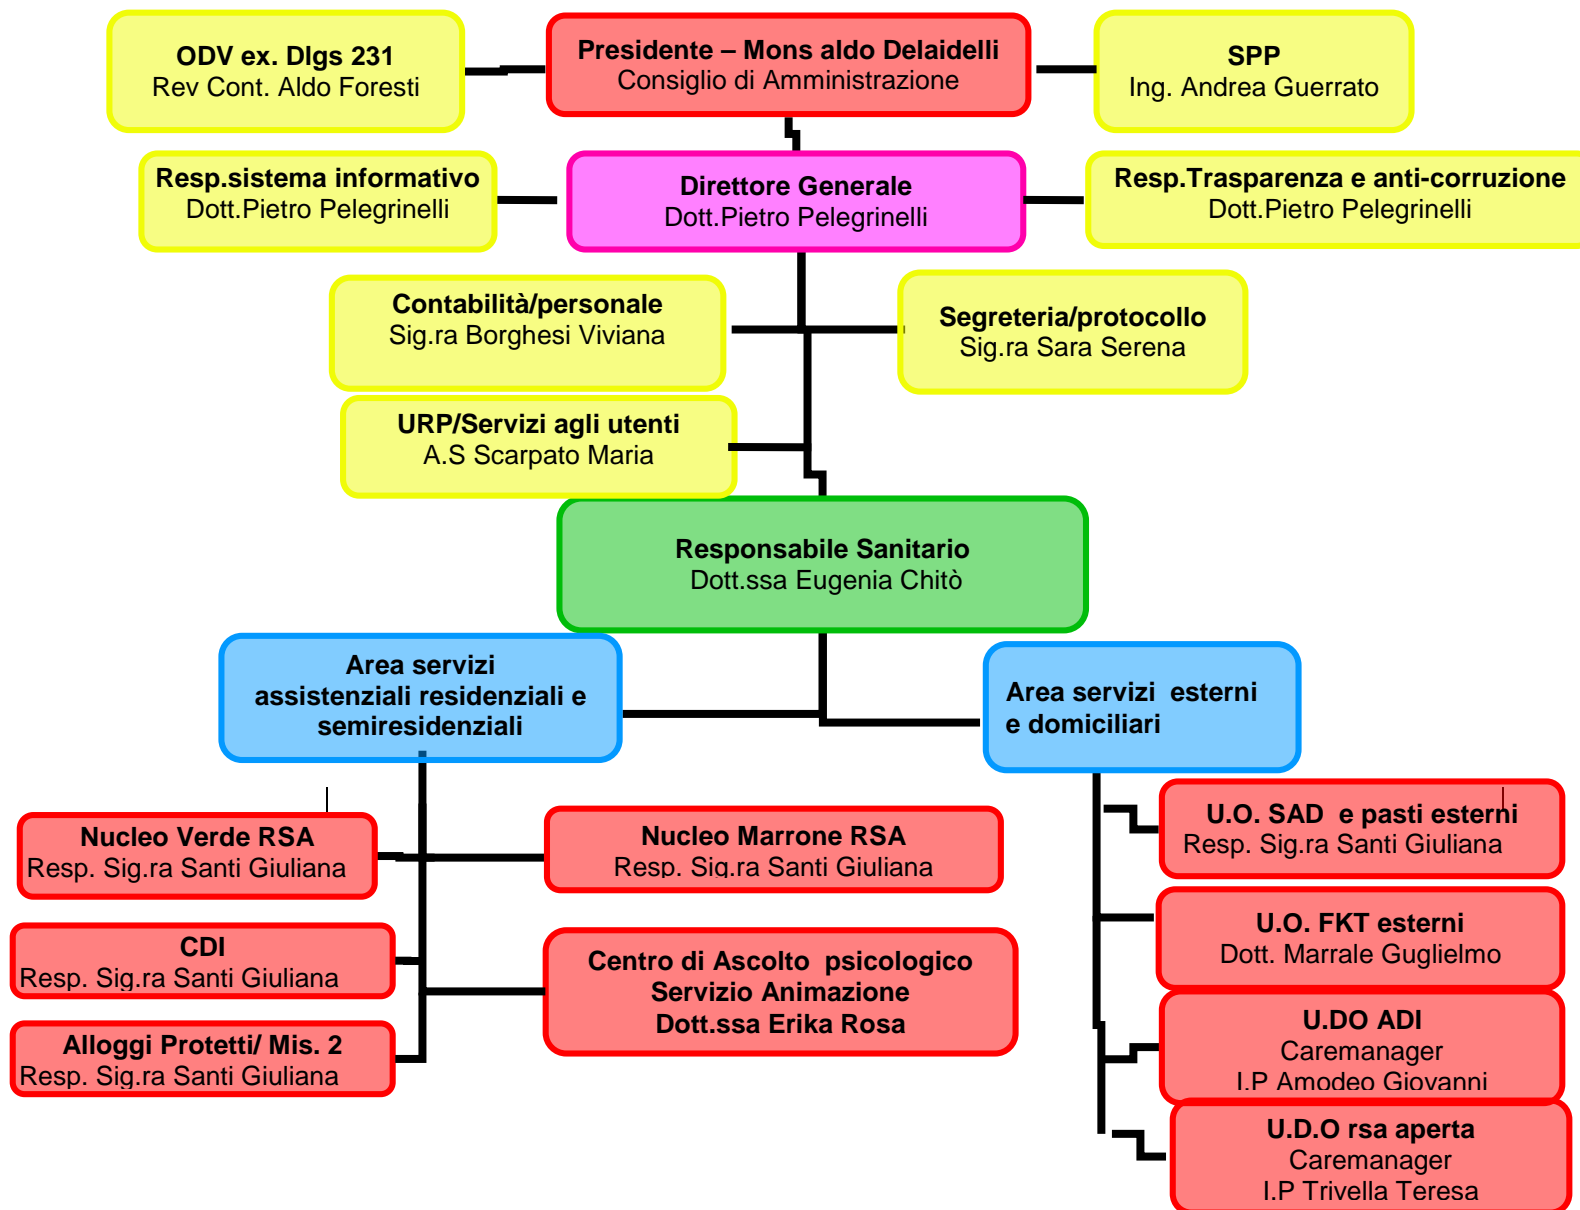 ODV ex. Dlgs 231
Rev Cont. Aldo Foresti
Presidente – Mons aldo Delaidelli
Consiglio di Amministrazione
SPP
Ing. Andrea Guerrato
Resp.sistema informativo
Dott.Pietro Pelegrinelli
Direttore Generale
Dott.Pietro Pelegrinelli
Resp.Trasparenza e anti-corruzione
Dott.Pietro Pelegrinelli
Contabilità/personale
Sig.ra Borghesi Viviana
Segreteria/protocollo
Sig.ra Sara Serena
URP/Servizi agli utenti
A.S Scarpato Maria
Responsabile Sanitario
Dott.ssa Eugenia Chitò
Area servizi
assistenziali residenziali e
semiresidenziali
Area servizi esterni
e domiciliari
Nucleo Verde RSA
Resp. Sig.ra Santi Giuliana
Nucleo Marrone RSA
Resp. Sig.ra Santi Giuliana
U.O. SAD e pasti esterni
Resp. Sig.ra Santi Giuliana
U.O. FKT esterni
Dott. Marrale Guglielmo
CDI
Resp. Sig.ra Santi Giuliana
Centro di Ascolto psicologico
Servizio Animazione
Dott.ssa Erika Rosa
Alloggi Protetti/ Mis. 2
Resp. Sig.ra Santi Giuliana
U.DO ADI
Caremanager
I.P Amodeo Giovanni
U.D.O rsa aperta
Caremanager
I.P Trivella Teresa